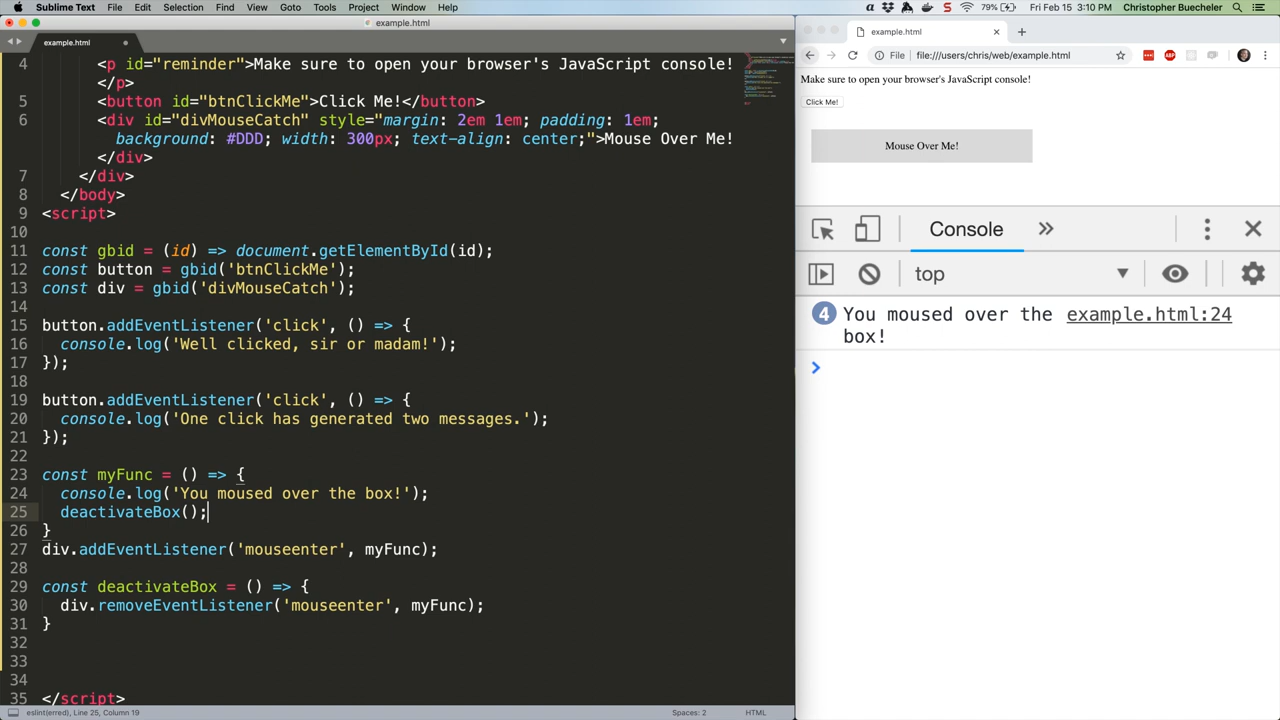 Sublime Text File Edit Selection Find View Goto Tools Project Window Help 79% Fri Feb 15 3:10 PM Christopher Buecheler
example.html
example.html
4 <p id="reminder">Make sure to open your browser's JavaScript console!
</p>
5 <button id="btnClickMe">Click Me!</button>
6 <div id="divMouseCatch" style="margin: 2em 1em; padding: 1em;
background: #DDD; width: 300px; text-align: center;">Mouse Over Me!
</div>
7 </div>
8 </body>
9 <script>
10
11 const gbid = (id) => document.getElementById(id);
12 const button = gbid('btnClickMe');
13 const div = gbid('divMouseCatch');
14
15 button.addEventListener('click', () => {
16 console.log('Well clicked, sir or madam!');
17 });
18
19 button.addEventListener('click', () => {
20 console.log('One click has generated two messages.');
21 });
22
23 const myFunc = () => {
24 console.log('You moused over the box!');
25 deactivateBox();
26 }
27 div.addEventListener('mouseenter', myFunc);
28
29 const deactivateBox = () => {
30 div.removeEventListener('mouseenter', myFunc);
31 }
32
33
34
35 </script>
eslint(erred), Line 25, Column 19 Spaces: 2 HTML
example.html
File file:///users/chris/web/example.html ABP
Make sure to open your browser's JavaScript console!
Click Me!
Mouse Over Me!
Console
top
4 You moused over the example.html:24
box!